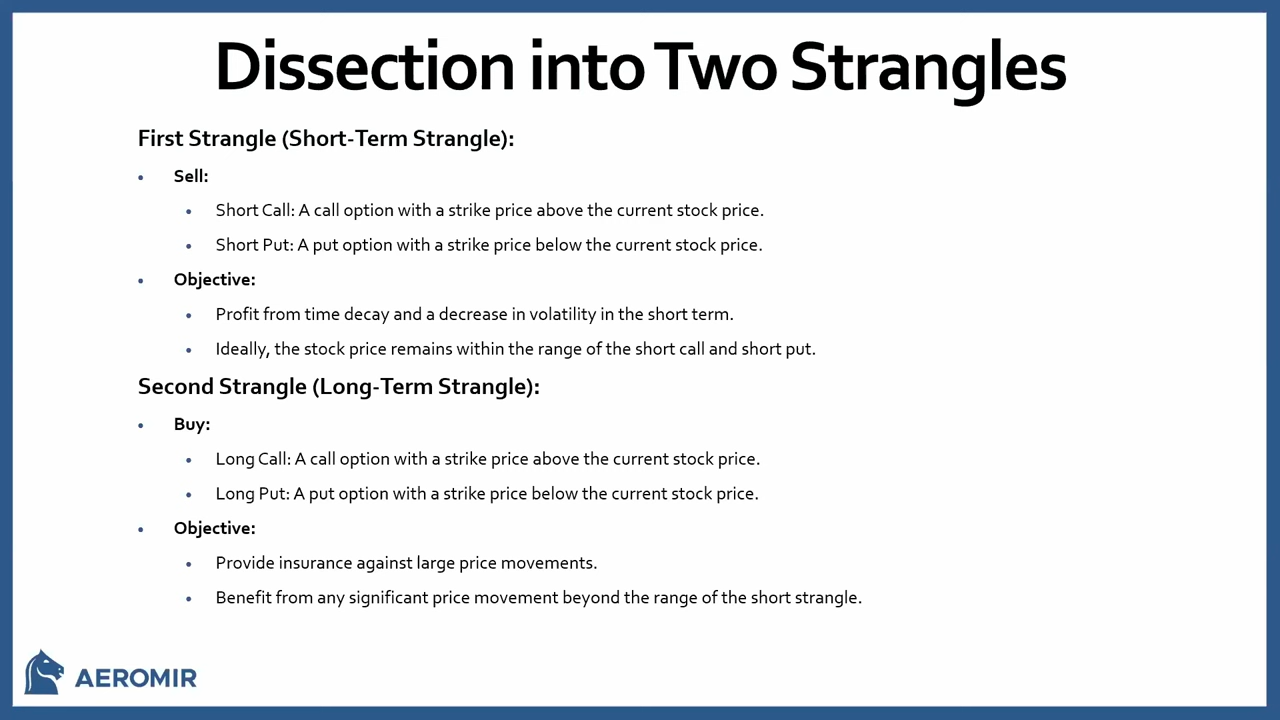 Dissection into Two Strangles
First Strangle (Short-Term Strangle):
• Sell:
• Short Call: A call option with a strike price above the current stock price.
• Short Put: A put option with a strike price below the current stock price.
• Objective:
• Profit from time decay and a decrease in volatility in the short term.
• Ideally, the stock price remains within the range of the short call and short put.
Second Strangle (Long-Term Strangle):
• Buy:
• Long Call: A call option with a strike price above the current stock price.
• Long Put: A put option with a strike price below the current stock price.
• Objective:
• Provide insurance against large price movements.
• Benefit from any significant price movement beyond the range of the short strangle.
AEROMIR